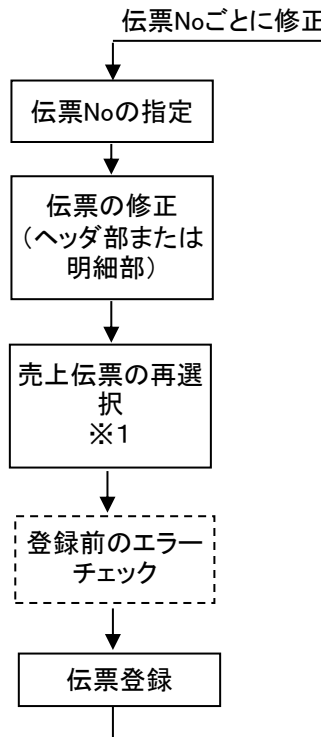 伝票Noごとに修正
伝票Noの指定
伝票の修正
（ヘッダ部または
明細部）
売上伝票の再選
択
※１
登録前のエラー
チェック
伝票登録